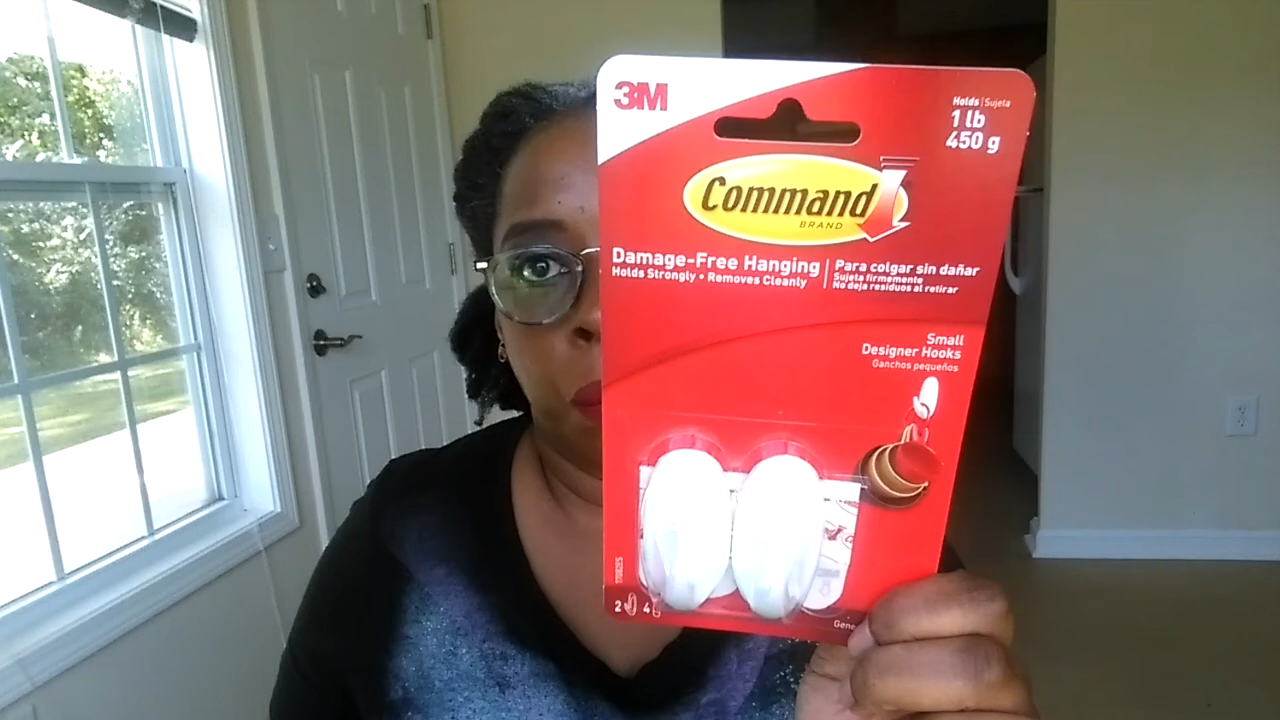 3M
Holds | Sujeta
1 lb
450 g
Command
BRAND
Damage-Free Hanging
Holds Strongly • Removes Cleanly
Para colgar sin dañar
Sujeta firmemente
No deja residuos al retirar
Small
Designer Hooks
Ganchos pequeños
2 4